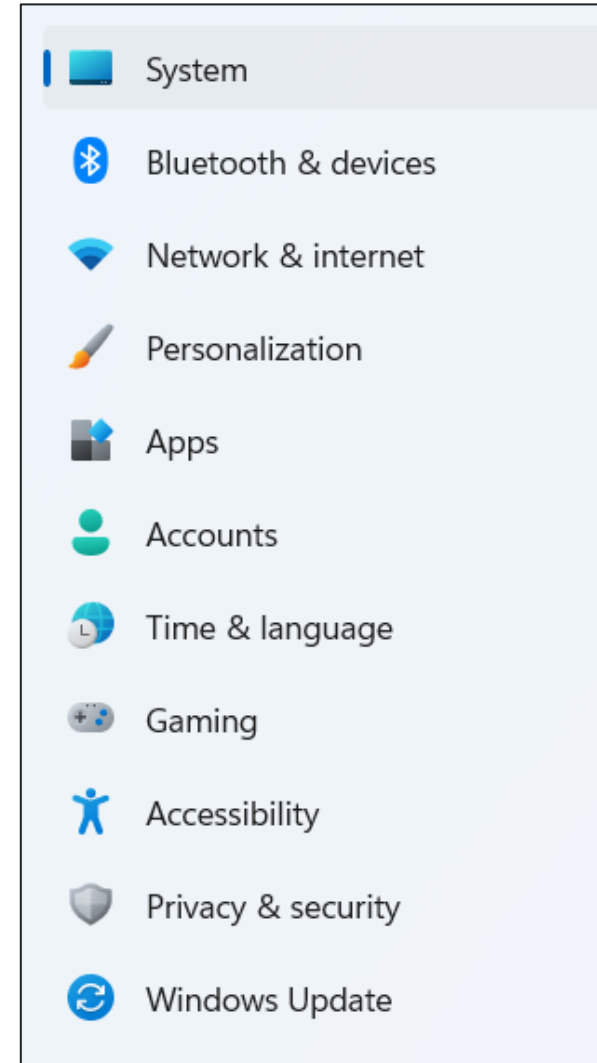 System
Bluetooth & devices
Network & internet
Personalization
Apps
Accounts
Time & language
Gaming
Accessibility
Privacy & security
Windows Update